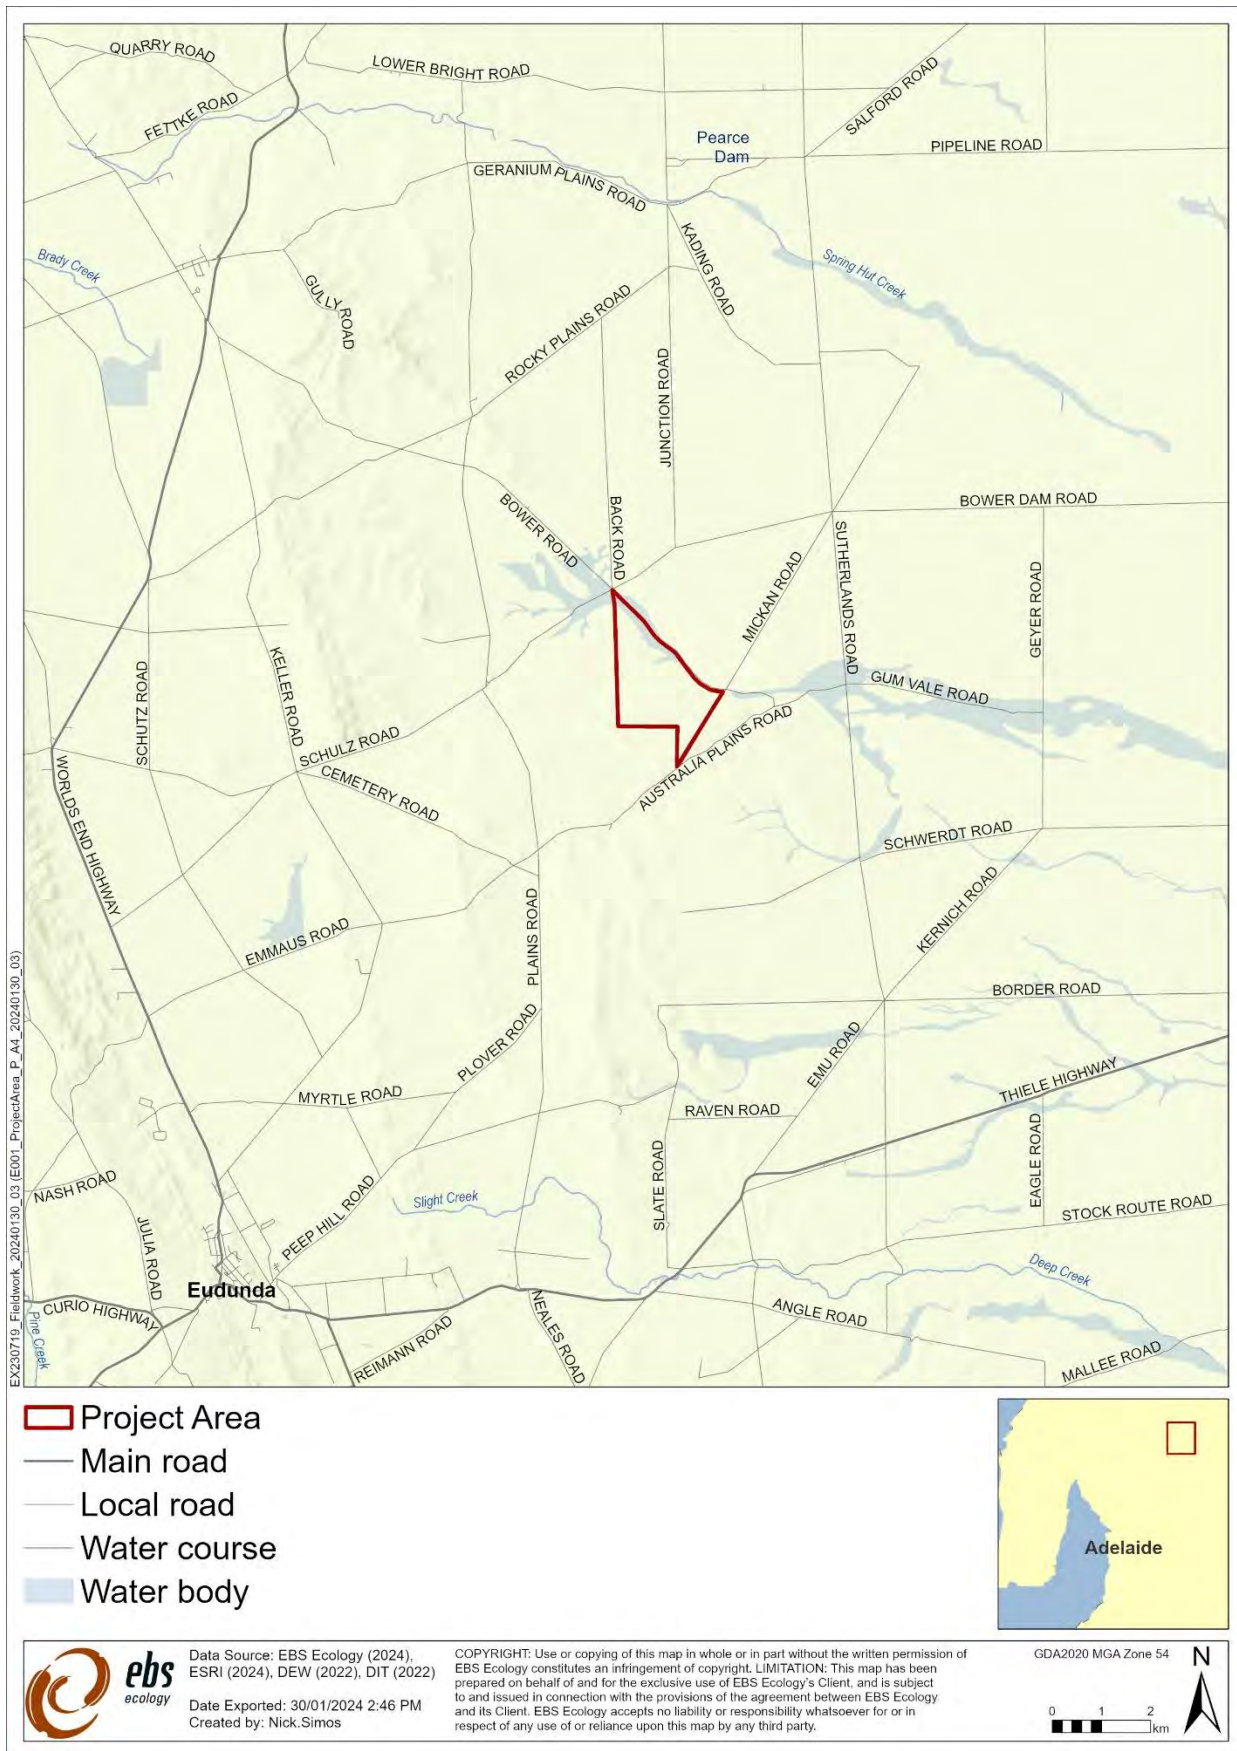 QUARRY ROAD
LOWER BRIGHT ROAD
FETTKE ROAD
SALFORD ROAD
Pearce
Dam
PIPELINE ROAD
GERANIUM PLAINS ROAD
KADING ROAD
Brady Creek
Spring Hut Creek
GULLY ROAD
ROCKY PLAINS ROAD
JUNCTION ROAD
BOWER ROAD
BACK ROAD
BOWER DAM ROAD
SUTHERLANDS ROAD
MICKAN ROAD
GEYER ROAD
SCHUTZ ROAD
KELLER ROAD
GUM VALE ROAD
SCHULZ ROAD
AUSTRALIA PLAINS ROAD
WORLDS END HIGHWAY
CEMETERY ROAD
SCHWERDT ROAD
KERNICH ROAD
PLAINS ROAD
EMMAUS ROAD
BORDER ROAD
PLOVER ROAD
EMU ROAD
THIELE HIGHWAY
MYRTLE ROAD
RAVEN ROAD
EAGLE ROAD
NASH ROAD
SLATE ROAD
Slight Creek
STOCK ROUTE ROAD
JULIA ROAD
PEEP HILL ROAD
Deep Creek
Eudunda
CURIO HIGHWAY
ANGLE ROAD
Pine Creek
REIMANN ROAD
NEALES ROAD
MALLEE ROAD
EX230719_Fieldwork_20240130_03 (E001_ProjectArea_P_A4_20240130_03)
Project Area
Main road
Local road
Water course
Water body
Adelaide
ebs
ecology
Data Source: EBS Ecology (2024),
ESRI (2024), DEW (2022), DIT (2022)
Date Exported: 30/01/2024 2:46 PM
Created by: Nick.Simos
COPYRIGHT: Use or copying of this map in whole or in part without the written permission of
EBS Ecology constitutes an infringement of copyright. LIMITATION: This map has been
prepared on behalf of and for the exclusive use of EBS Ecology's Client, and is subject
to and issued in connection with the provisions of the agreement between EBS Ecology
and its Client. EBS Ecology accepts no liability or responsibility whatsoever for or in
respect of any use of or reliance upon this map by any third party.
GDA2020 MGA Zone 54
N
0 1 2
km